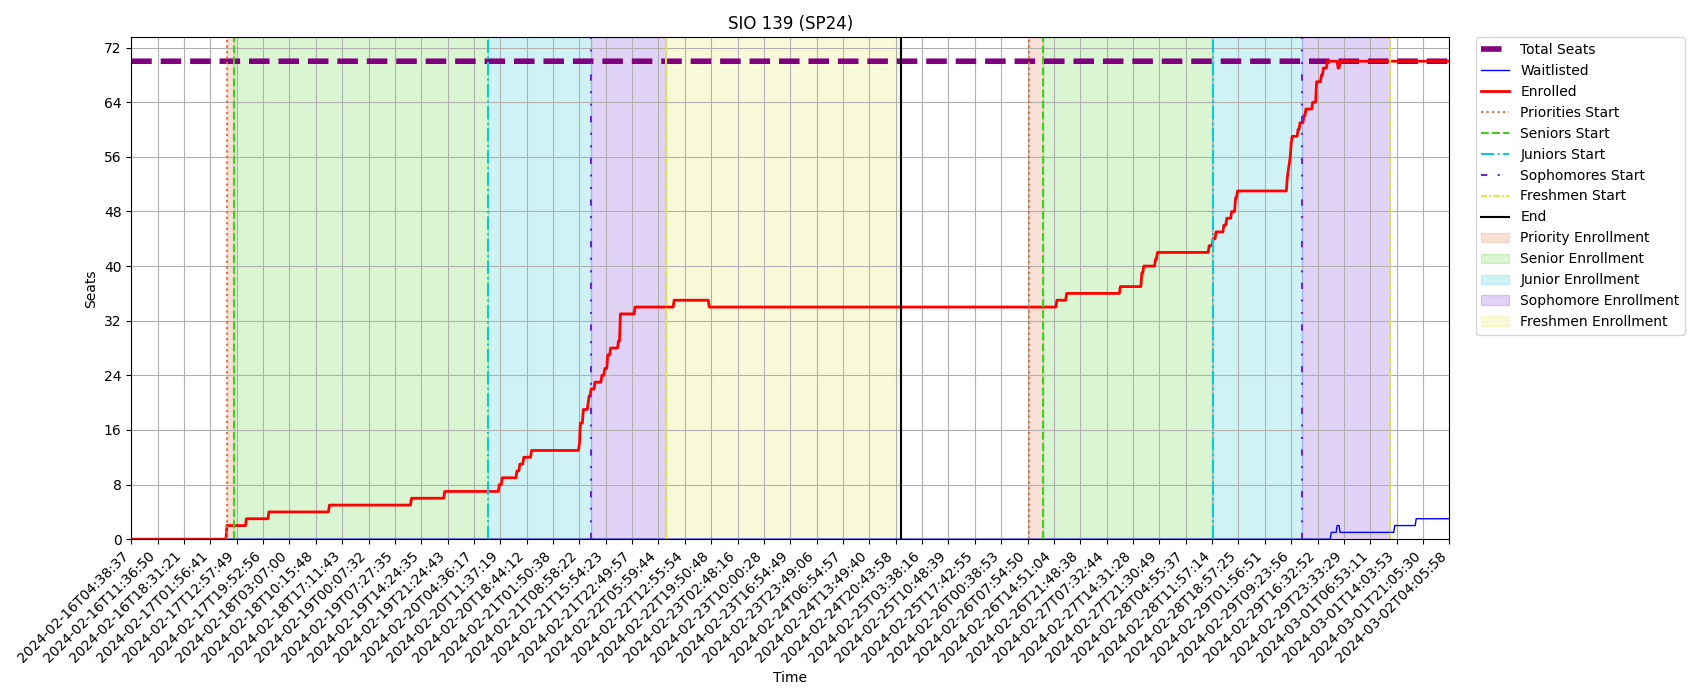 SIO 139 (SP24)
72
64
56
48
40
32
24
16
8
0
Seats
2024-02-16T04:38:37
2024-02-16T11:36:50
2024-02-16T18:31:21
2024-02-17T01:56:41
2024-02-17T12:57:49
2024-02-17T19:52:56
2024-02-18T03:07:00
2024-02-18T10:15:48
2024-02-18T17:11:43
2024-02-19T00:07:32
2024-02-19T07:27:35
2024-02-19T14:24:35
2024-02-19T21:24:43
2024-02-20T04:36:17
2024-02-20T11:37:19
2024-02-20T18:44:12
2024-02-21T01:50:38
2024-02-21T08:58:22
2024-02-21T15:54:23
2024-02-21T22:49:57
2024-02-22T05:59:44
2024-02-22T12:55:54
2024-02-22T19:50:48
2024-02-23T02:48:16
2024-02-23T10:00:28
2024-02-23T16:54:49
2024-02-23T23:49:06
2024-02-24T06:54:57
2024-02-24T13:49:40
2024-02-24T20:43:58
2024-02-25T03:38:16
2024-02-25T10:48:39
2024-02-25T17:42:55
2024-02-26T00:38:53
2024-02-26T07:54:50
2024-02-26T14:51:04
2024-02-26T21:48:38
2024-02-27T07:32:44
2024-02-27T14:31:28
2024-02-27T21:30:49
2024-02-28T04:55:37
2024-02-28T11:57:14
2024-02-28T18:57:25
2024-02-29T01:56:51
2024-02-29T09:23:56
2024-02-29T16:32:52
2024-02-29T23:33:29
2024-03-01T06:53:11
2024-03-01T14:03:53
2024-03-01T21:05:30
2024-03-02T04:05:58
Time
Total Seats
Waitlisted
Enrolled
Priorities Start
Seniors Start
Juniors Start
Sophomores Start
Freshmen Start
End
Priority Enrollment
Senior Enrollment
Junior Enrollment
Sophomore Enrollment
Freshmen Enrollment